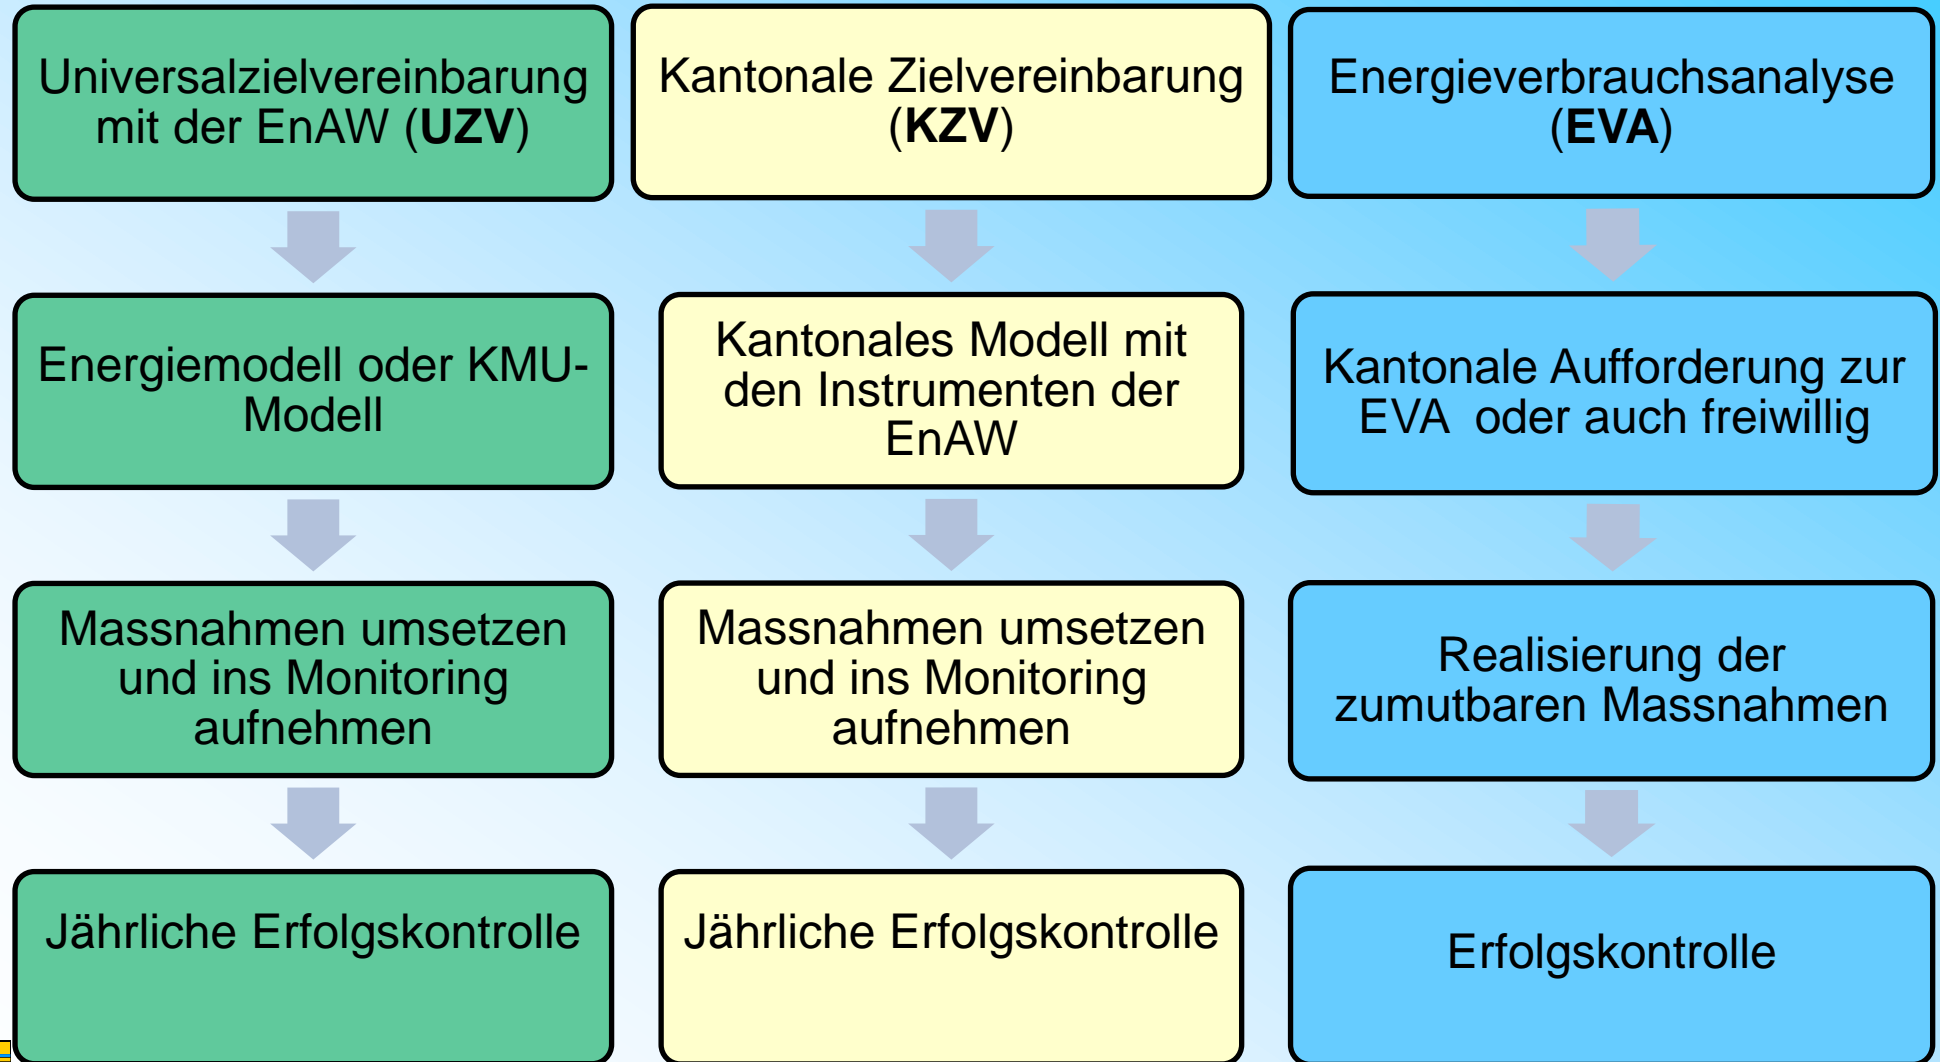 Universalzielvereinbarung
mit der EnAW (UZV)
Energiemodell oder KMU-
Modell
Massnahmen umsetzen
und ins Monitoring
aufnehmen
Jährliche Erfolgskontrolle
Kantonale Zielvereinbarung
(KZV)
Kantonales Modell mit
den Instrumenten der
EnAW
Massnahmen umsetzen
und ins Monitoring
aufnehmen
Jährliche Erfolgskontrolle
Energieverbrauchsanalyse
(EVA)
Kantonale Aufforderung zur
EVA oder auch freiwillig
Realisierung der
zumutbaren Massnahmen
Erfolgskontrolle